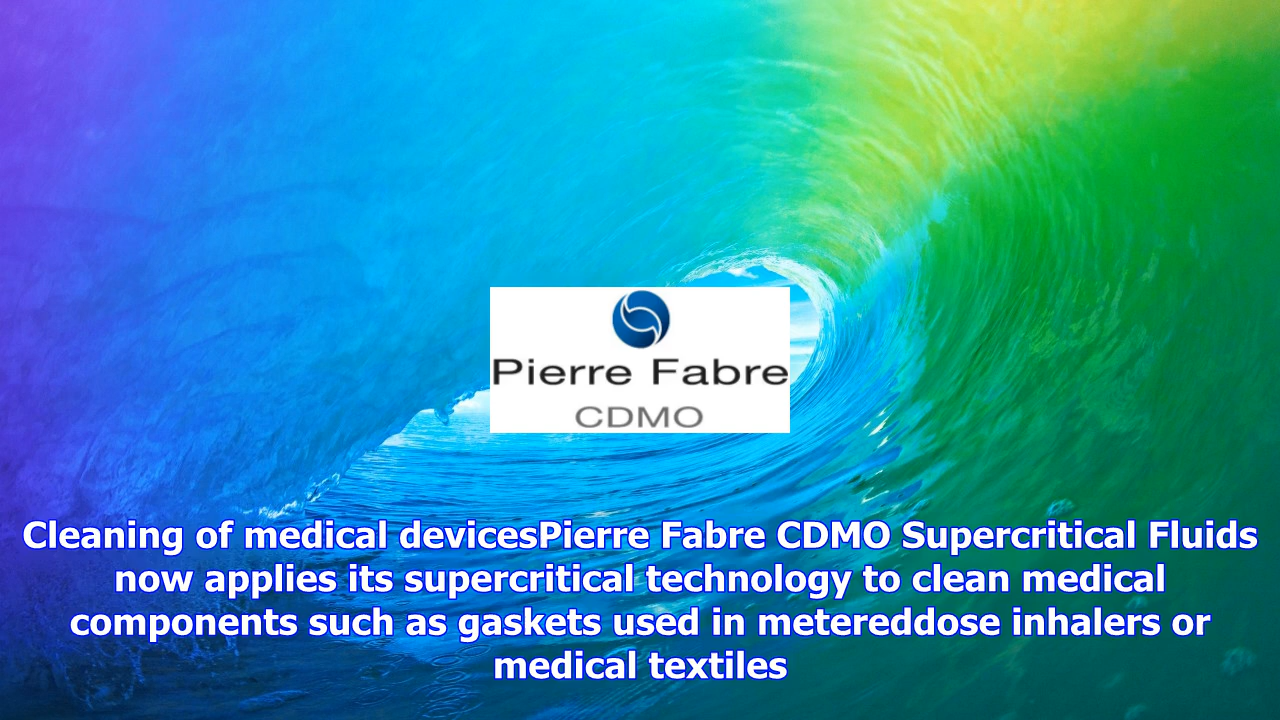 Pierre Fabre
CDMO
Cleaning of medical devicesPierre Fabre CDMO Supercritical Fluids
now applies its supercritical technology to clean medical
components such as gaskets used in metereddose inhalers or
medical textiles